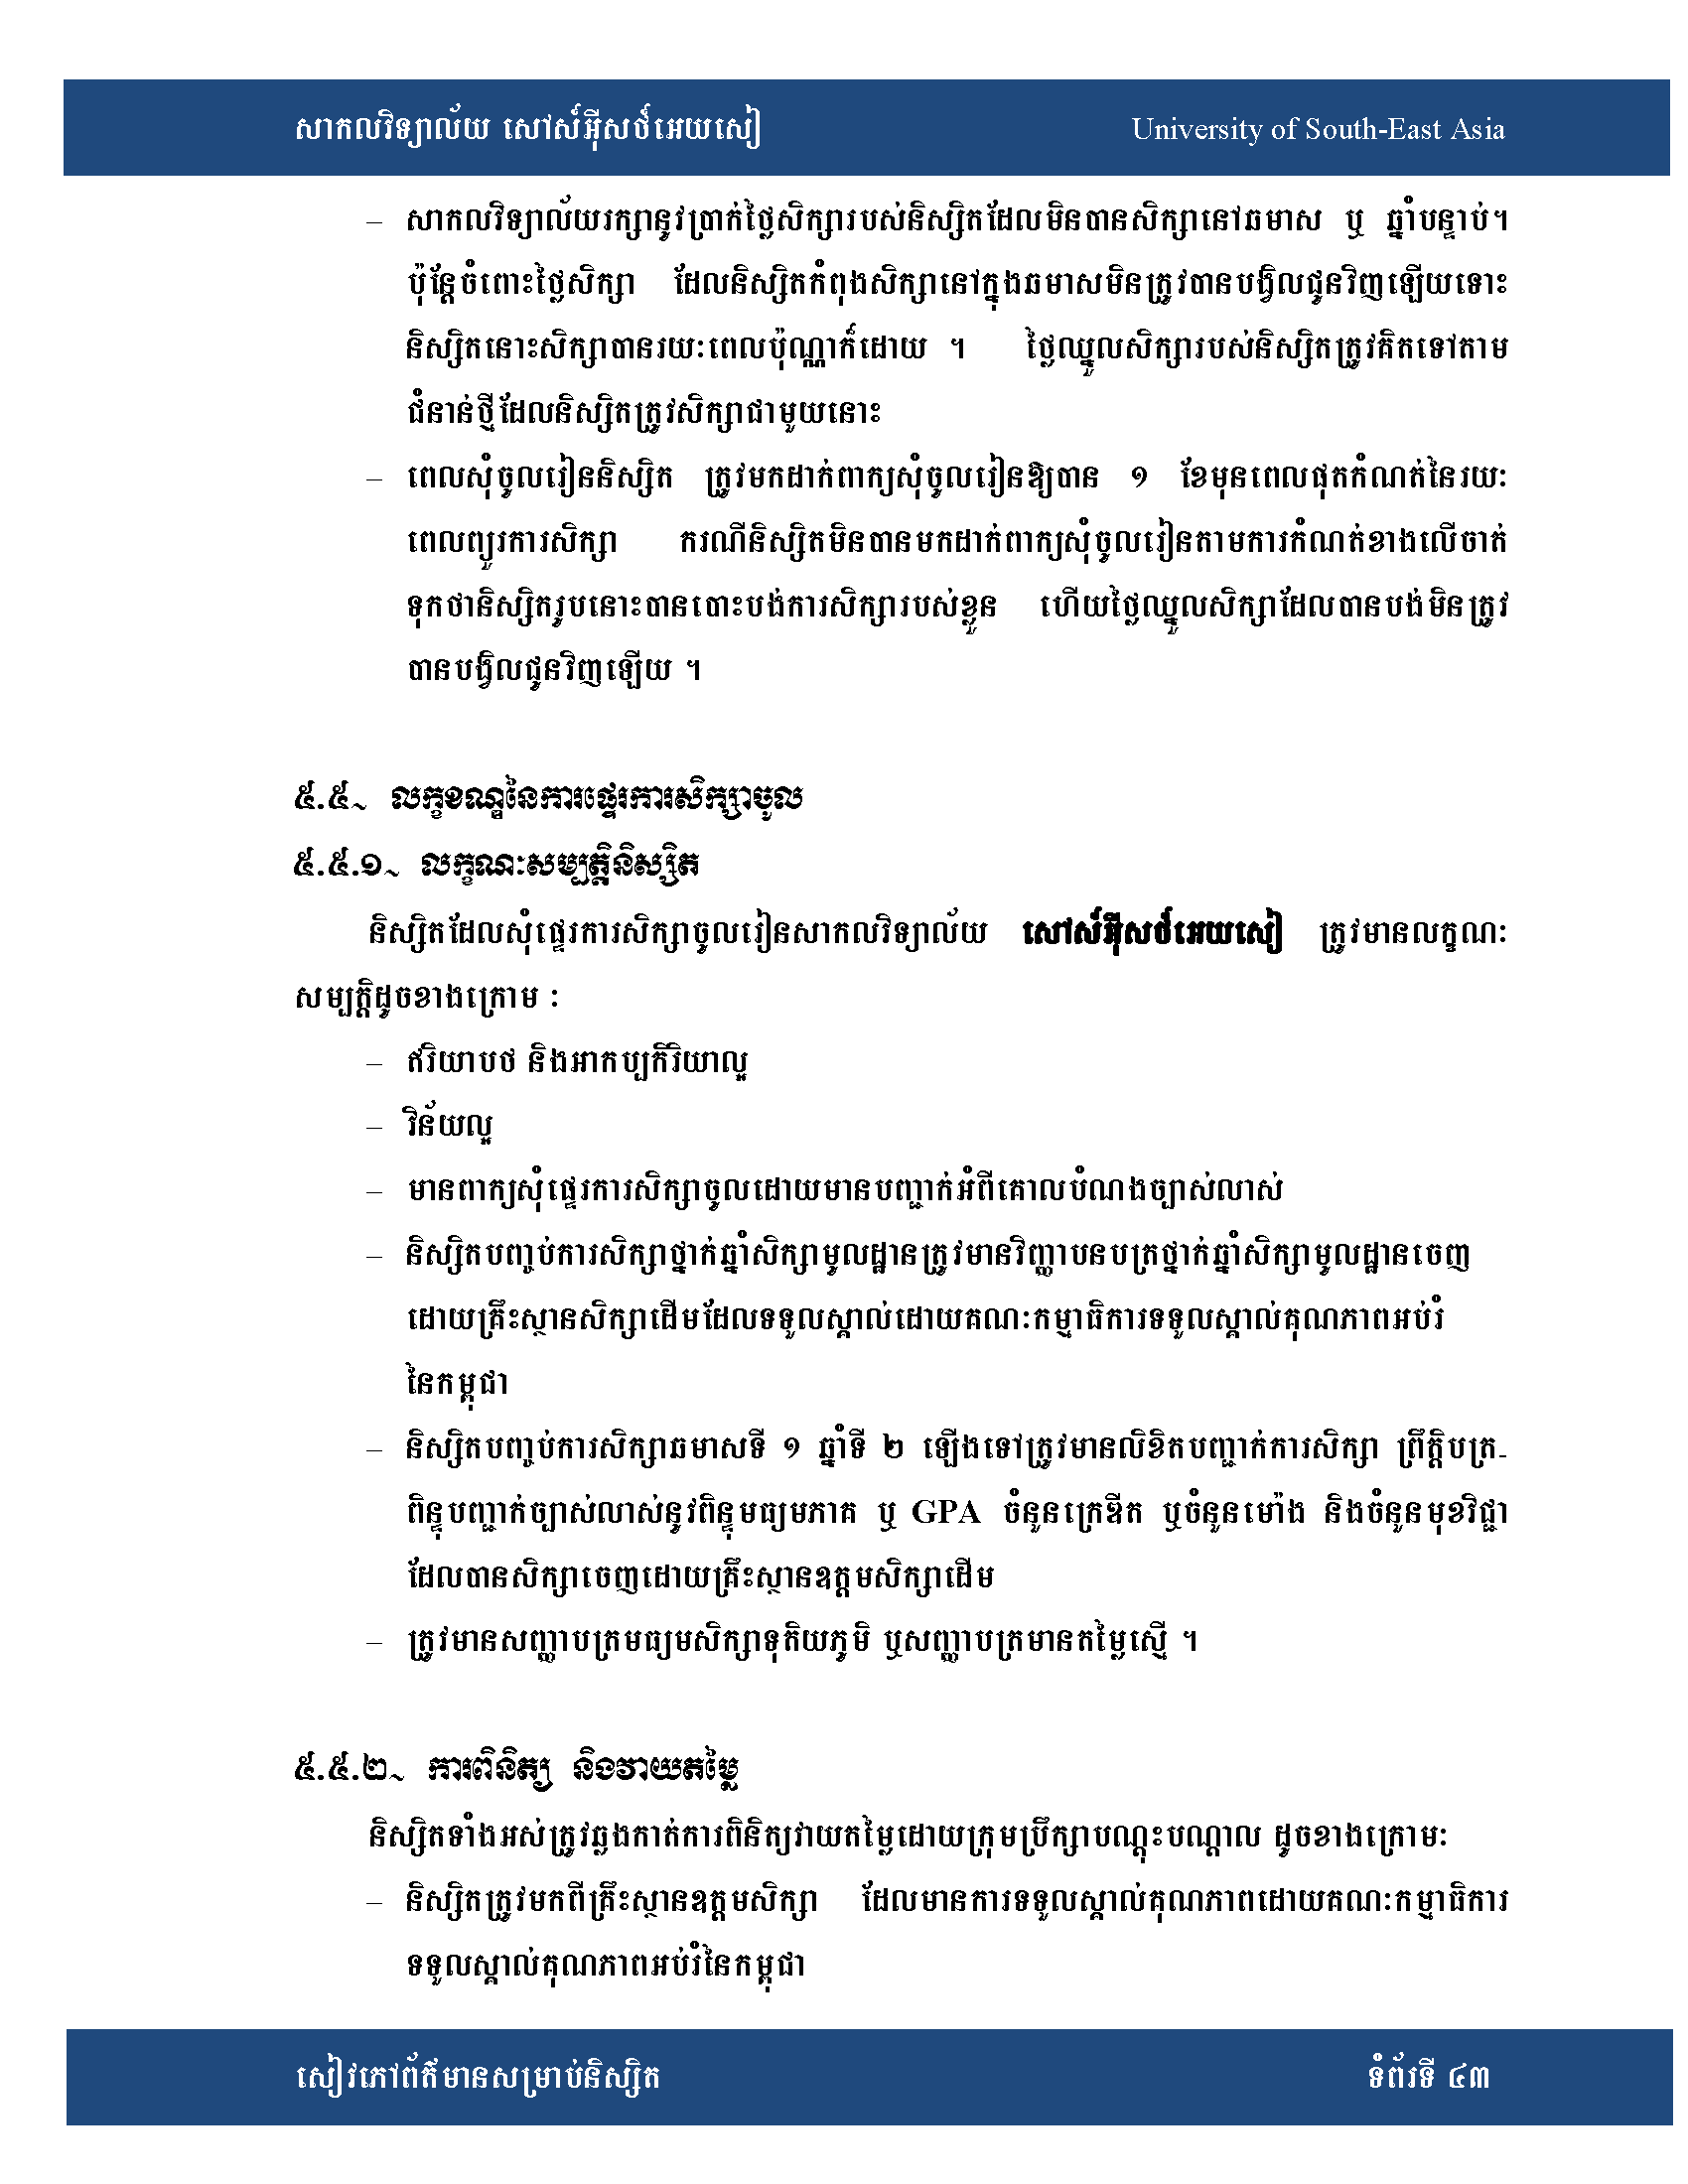 សាកលវិទ្យាល័យ សៅស៍អ៊ីសថ៍អេយសៀ University of South-East Asia
– សាកលវិទ្យាល័យរក្សានូវប្រាក់ថ្លៃសិក្សារបស់និស្សិតដែលមិនបានសិក្សានៅឆមាស ឬ ឆ្នាំបន្ទាប់។
ប៉ុន្តែចំពោះថ្លៃសិក្សា ដែលនិស្សិតកំពុងសិក្សានៅក្នុងឆមាសមិនត្រូវបានបង្វិលជូនវិញឡើយទោះ
និស្សិតនោះសិក្សាបានរយៈពេលប៉ុណ្ណាក៏ដោយ ។ ថ្លៃឈ្នួលសិក្សារបស់និស្សិតត្រូវគិតទៅតាម
ជំនាន់ថ្មីដែលនិស្សិតត្រូវសិក្សាជាមួយនោះ
– ពេលសុំចូលរៀននិស្សិត ត្រូវមកដាក់ពាក្យសុំចូលរៀនឱ្យបាន ១ ខែមុនពេលផុតកំណត់នៃរយៈ
ពេលព្យួរការសិក្សា ករណីនិស្សិតមិនបានមកដាក់ពាក្យសុំចូលរៀនតាមការកំណត់ខាងលើចាត់
ទុកថានិស្សិតរូបនោះបានបោះបង់ការសិក្សារបស់ខ្លួន ហើយថ្លៃឈ្នួលសិក្សាដែលបានបង់មិនត្រូវ
បានបង្វិលជូនវិញឡើយ ។
៥.៥~ លក្ខខណ្ឌនៃការផ្ទេរការសិក្សាចូល
៥.៥.១~ លក្ខណៈសម្បត្តិនិស្សិត
និស្សិតដែលសុំផ្ទេរការសិក្សាចូលរៀនសាកលវិទ្យាល័យ សៅស៍អ៊ីសថ៍អេយសៀ ត្រូវមានលក្ខណៈ
សម្បត្តិដូចខាងក្រោម ៖
– ឥរិយាបថ និងអាកប្បកិរិយាល្អ
– វិន័យល្អ
– មានពាក្យសុំផ្ទេរការសិក្សាចូលដោយមានបញ្ជាក់អំពីគោលបំណងច្បាស់លាស់
– និស្សិតបញ្ចប់ការសិក្សាថ្នាក់ឆ្នាំសិក្សាមូលដ្ឋានត្រូវមានវិញ្ញាបនបត្រថ្នាក់ឆ្នាំសិក្សាមូលដ្ឋានចេញ
ដោយគ្រឹះស្ថានសិក្សាដើមដែលទទួលស្គាល់ដោយគណៈកម្មាធិការទទួលស្គាល់គុណភាពអប់រំ
នៃកម្ពុជា
– និស្សិតបញ្ចប់ការសិក្សាឆមាសទី ១ ឆ្នាំទី ២ ឡើងទៅត្រូវមានលិខិតបញ្ជាក់ការសិក្សា ព្រឹត្តិបត្រ-
ពិន្ទុបញ្ជាក់ច្បាស់លាស់នូវពិន្ទុមធ្យមភាគ ឬ GPA ចំនួនក្រេឌីត ឬចំនួនម៉ោង និងចំនួនមុខវិជ្ជា
ដែលបានសិក្សាចេញដោយគ្រឹះស្ថានឧត្តមសិក្សាដើម
– ត្រូវមានសញ្ញាបត្រមធ្យមសិក្សាទុតិយភូមិ ឬសញ្ញាបត្រមានតម្លៃស្មើ ។
៥.៥.២~ ការពិនិត្យ និងវាយតម្លៃ
និស្សិតទាំងអស់ត្រូវឆ្លងកាត់ការពិនិត្យវាយតម្លៃដោយក្រុមប្រឹក្សាបណ្តុះបណ្តាល ដូចខាងក្រោម:
– និស្សិតត្រូវមកពីគ្រឹះស្ថានឧត្តមសិក្សា ដែលមានការទទួលស្គាល់គុណភាពដោយគណៈកម្មាធិការ
ទទួលស្គាល់គុណភាពអប់រំនៃកម្ពុជា
សៀវភៅព័ត៌មានសម្រាប់និស្សិត ទំព័រទី ៤៣